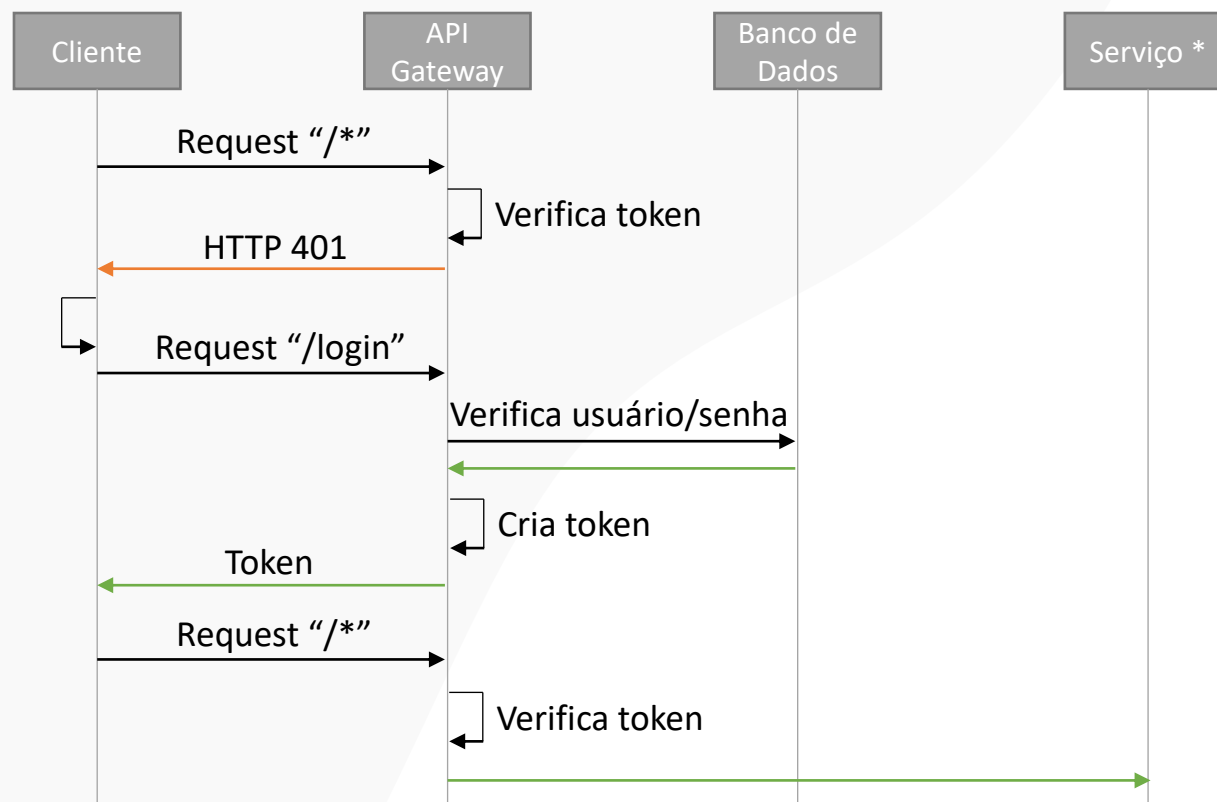 Cliente
API
Gateway
Banco de
Dados
Serviço *
Request “/*”
Verifica token
HTTP 401
Request “/login”
Verifica usuário/senha
Cria token
Token
Request “/*”
Verifica token